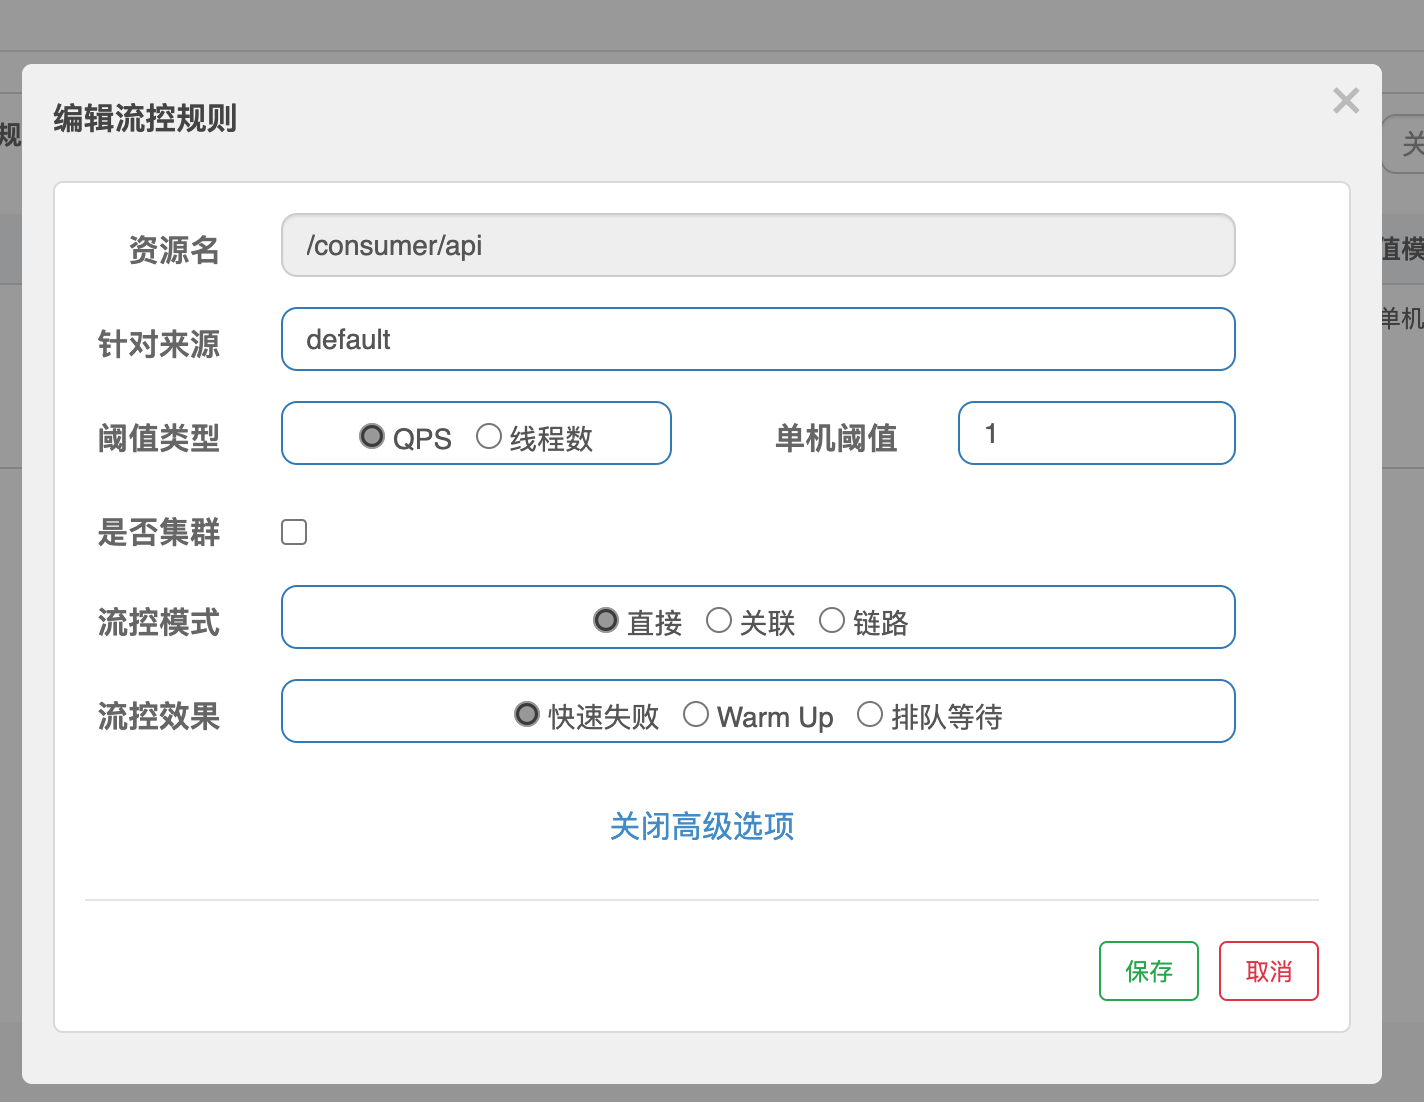 编辑流控规则
×
规
关
资源名 /consumer/api
值模
针对来源 default
单机
阈值类型 QPS 线程数 单机阈值 1
是否集群
流控模式 直接 关联 链路
流控效果 快速失败 Warm Up 排队等待
关闭高级选项
保存 取消